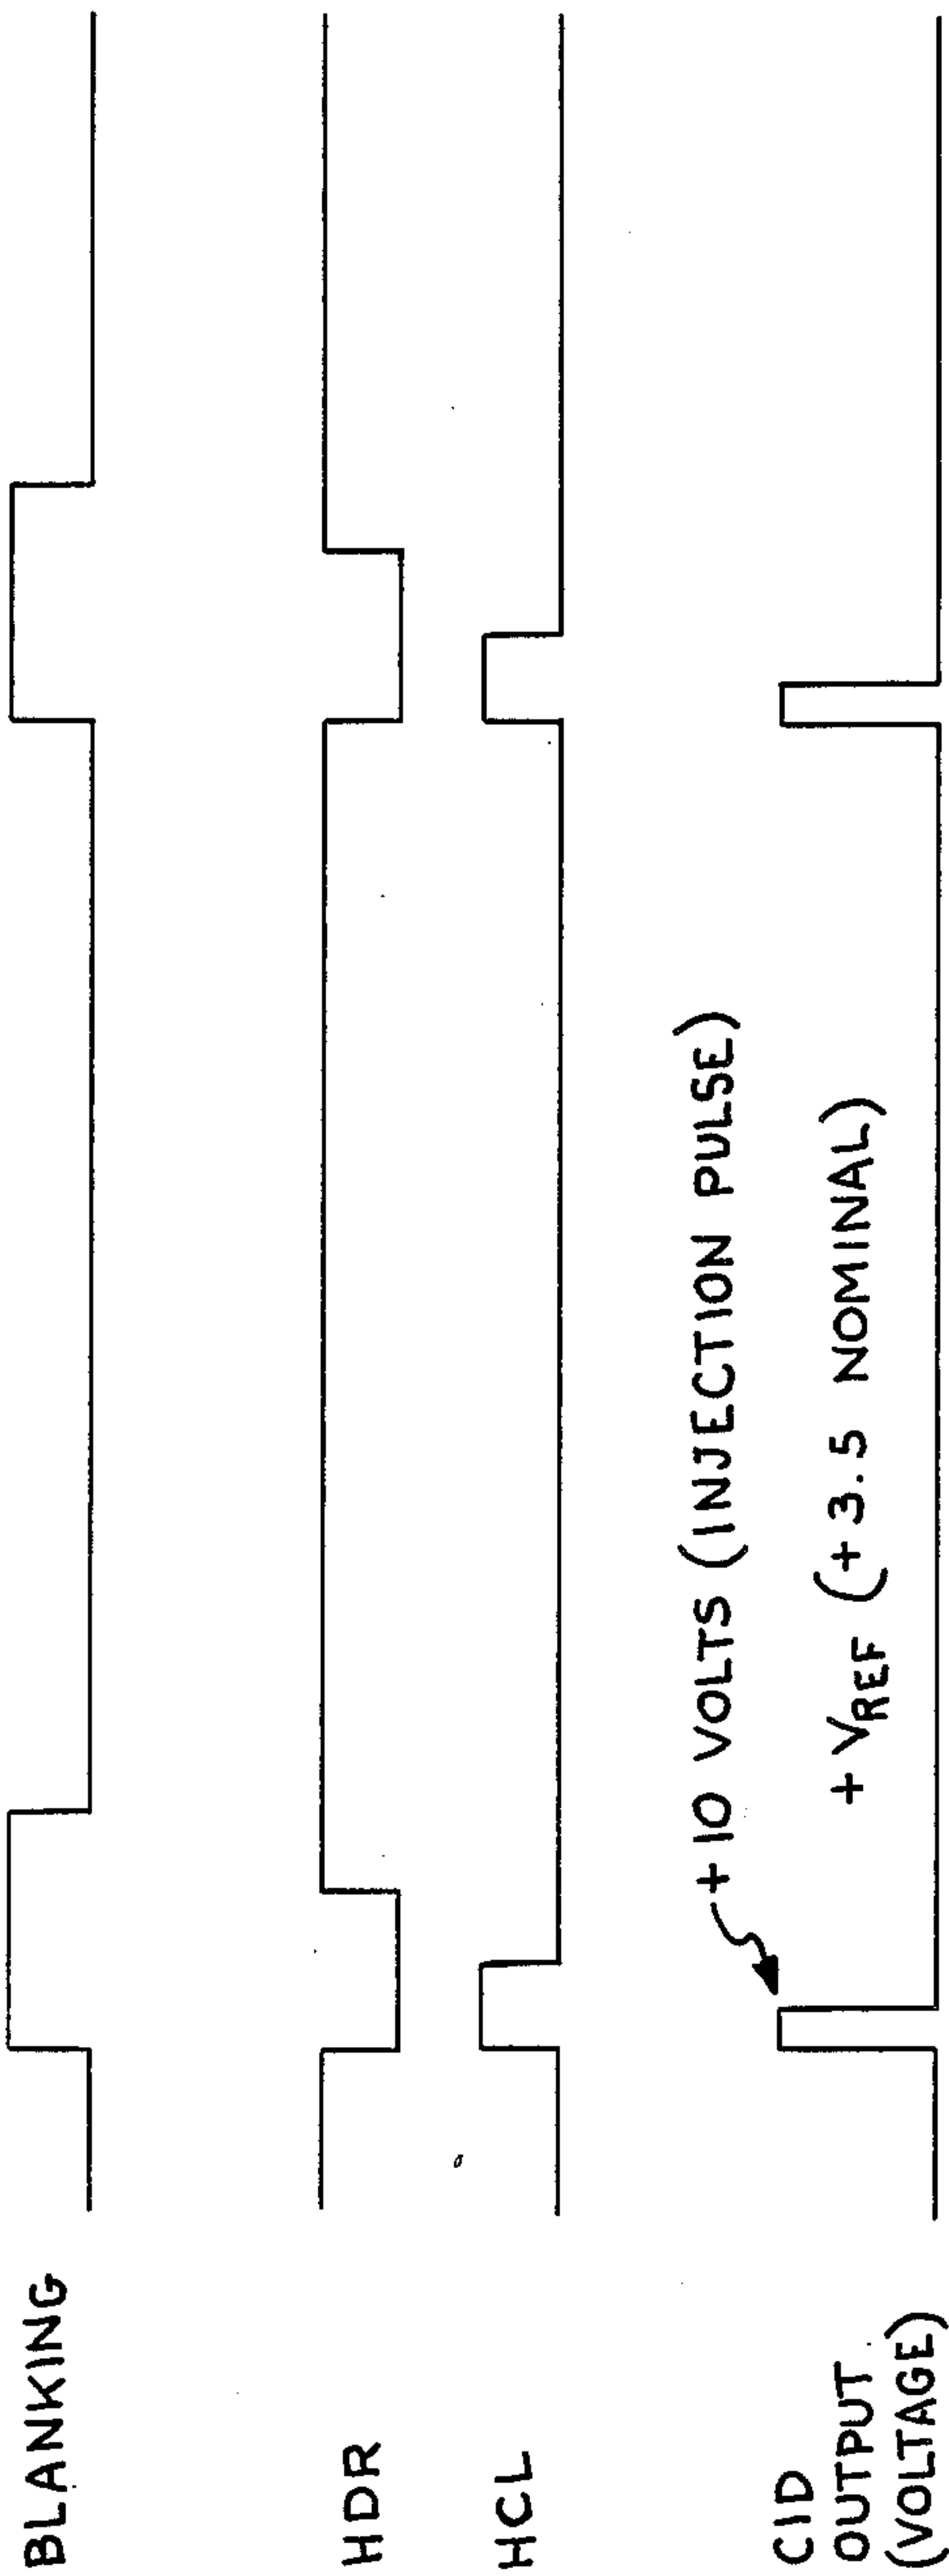 BLANKING
HDR
HCL
+10 VOLTS (INJECTION PULSE)
+ VREF (+3.5 NOMINAL)
CID
OUTPUT
(VOLTAGE)